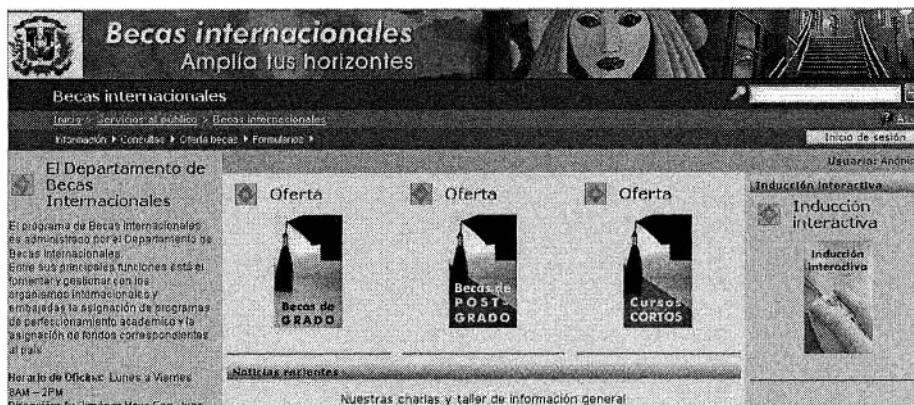 Becas internacionales
Amplía tus horizontes
Becas internacionales
Inicio > Servicios al público > Becas Internacionales
Información Consultas Oferta becas Formularios
Inicio de sesión
Usuario:
El Departamento de
Becas
Internacionales
El programa de Becas Internacionales
es administrado por el Departamento de
Becas Internacionales.
Entre sus principales funciones está el
fomentar y gestionar con los
organismos internacionales y
embajadas la asignación de programas
de perfeccionamiento académico y la
asignación de fondos correspondientes
al país
Horario de Oficina: Lunes a Viernes
8AM – 2PM
Oferta
Becas de
GRADO
Oferta
Becas de
POST-
GRADO
Oferta
Cursos
CORTOS
Noticias recientes
Nuestras charlas y taller de información general
Inducción interactiva
Inducción
interactiva
Inducción
interactiva